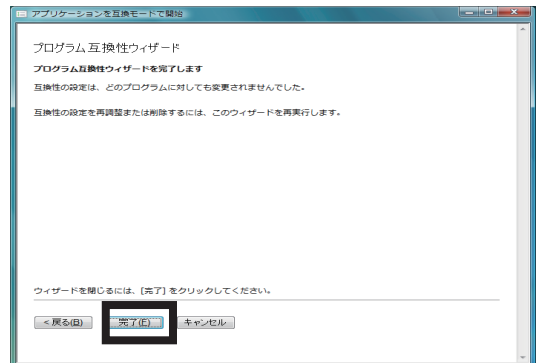 アプリケーションを互換モードで開始
プログラム互換性ウィザード
プログラム互換性ウィザードを完了します
互換性の設定は、どのプログラムに対しても変更されませんでした。
互換性の設定を再調整または削除するには、このウィザードを再実行します。
ウィザードを閉じるには、[完了] をクリックしてください。
< 戻る(B) 完了(F) キャンセル